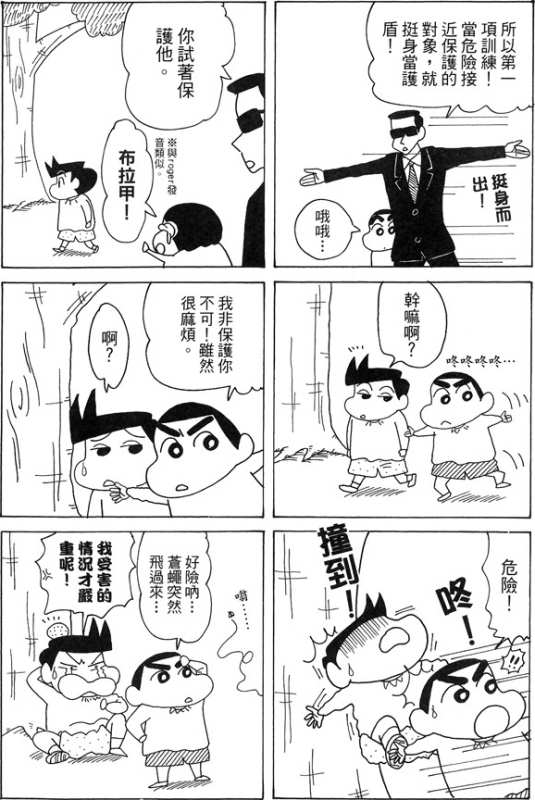 所以第一
項訓練！
當危險接
近保護的
對象，就
挺身當護
盾！
挺身而
出！
哦哦…
你試著保
護他。
布拉甲！
※與roger發
音類似。
咚咚咚咚…
幹嘛啊？
我非保護你
不可！雖然
很麻煩。
啊？
危險！
咚！
撞到！
嗡……
好險吶…
蒼蠅突然
飛過來…
我受害的
情況才嚴
重呢！